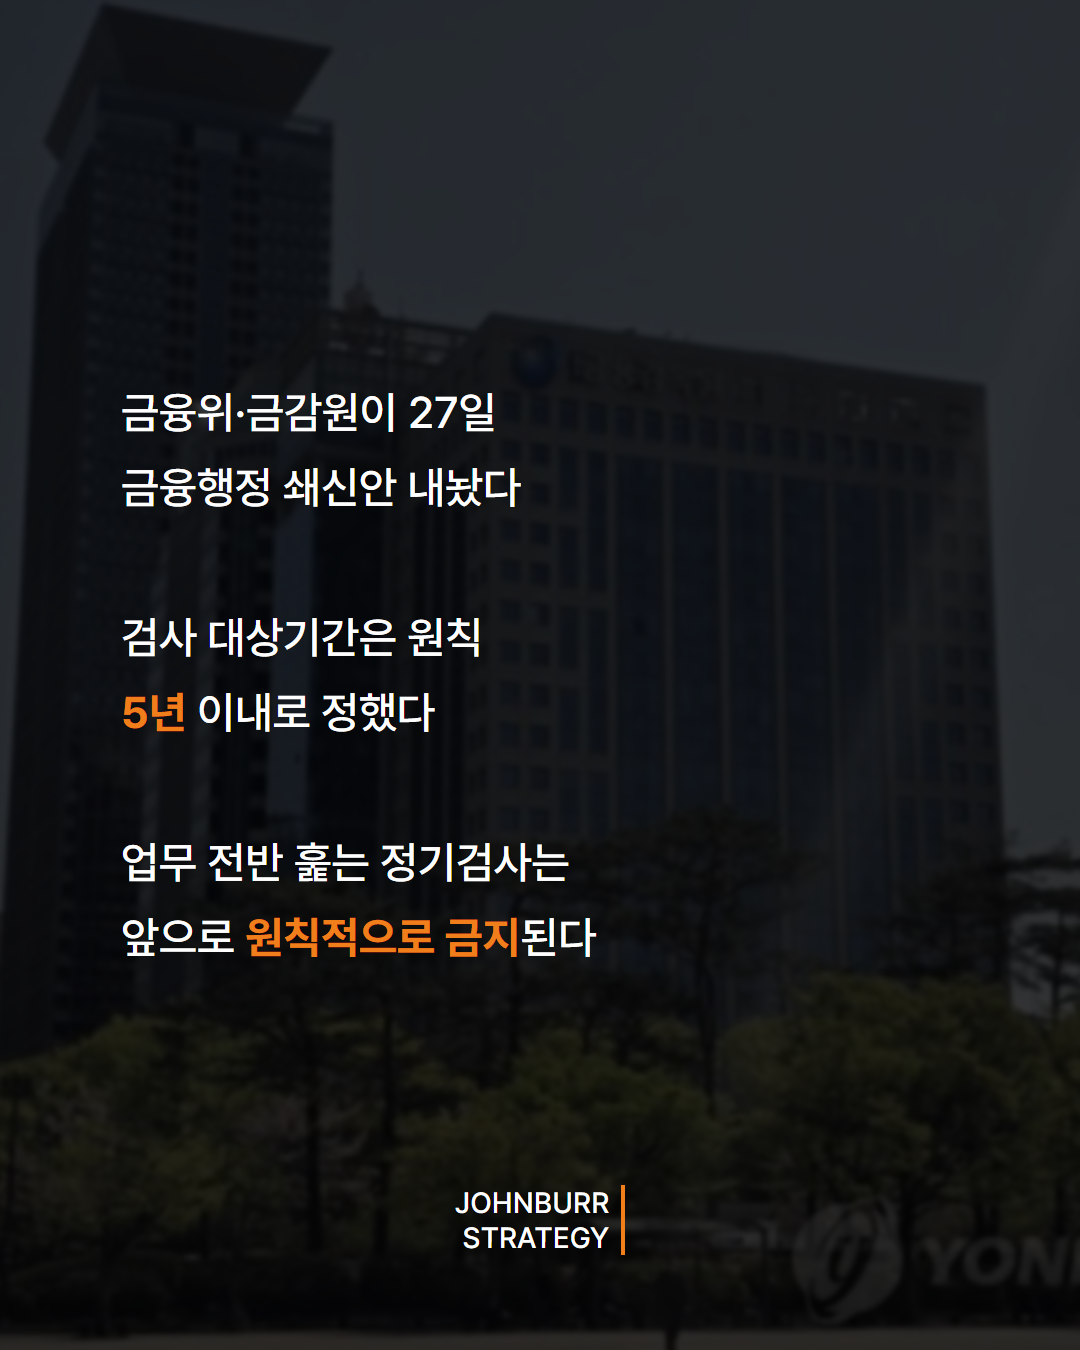 금융위·금감원이 27일
금융행정 쇄신안 내놨다
검사 대상기간은 원칙
5년 이내로 정했다
업무 전반 훑는 정기검사는
앞으로 원칙적으로 금지된다
JOHNBURR
STRATEGY